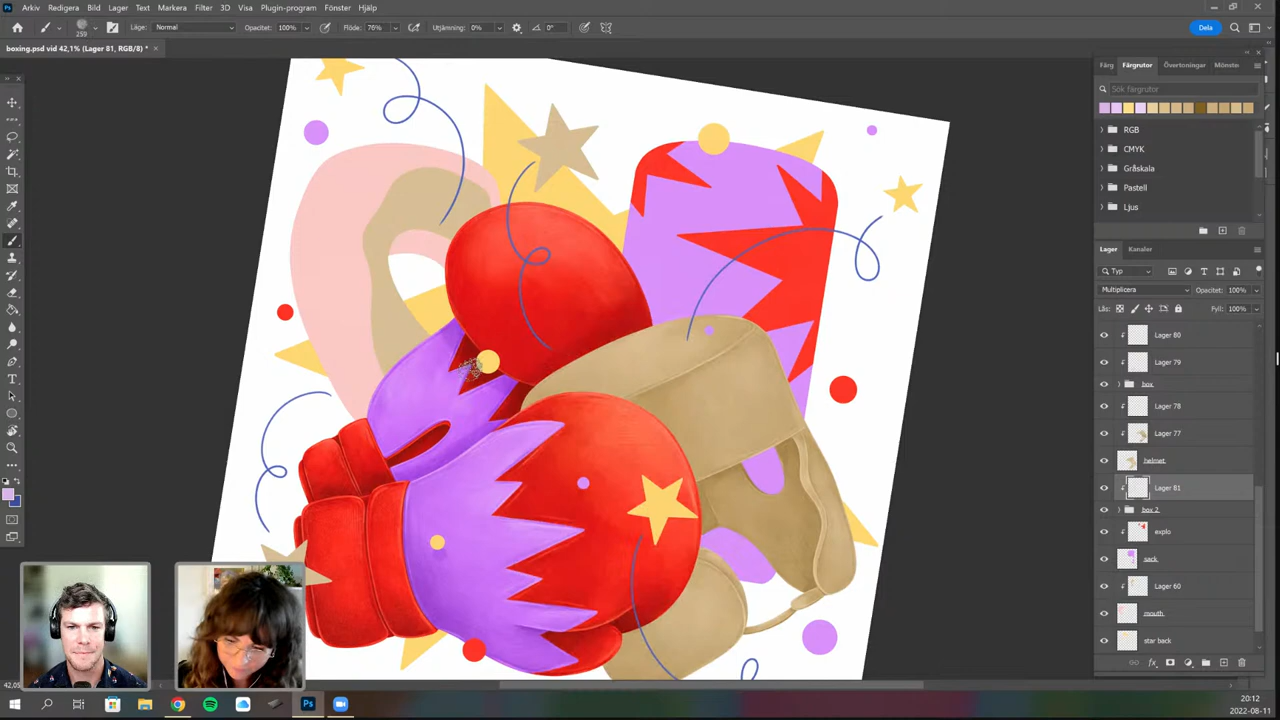 Arkiv Redigera Bild Lager Text Markera Filter 3D Visa Plugin-program Fönster Hjälp
259 Läge: Normal Opacitet: 100% Flöde: 76% Utjämning: 0% 0° Dela
boxing.psd vid 42,1% (Lager 81, RGB/8) *
Färg Färgrutor Övertoningar Mönste
Sök färgrutor
RGB
CMYK
Gråskala
Pastell
Ljus
Lager Kanaler
Typ
Multiplicera Opacitet: 100%
Lås: Fyll: 100%
Lager 80
Lager 79
box
Lager 78
Lager 77
helmet
Lager 81
box 2
explo
sack
Lager 60
mouth
star back
20:12
2022-08-11